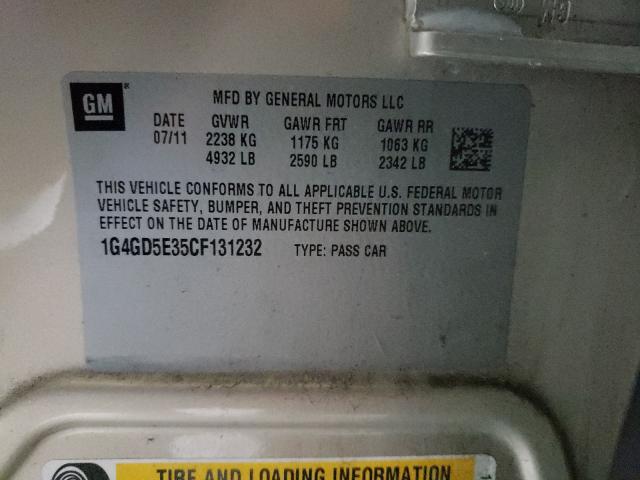 GM
®
MFD BY GENERAL MOTORS LLC
DATE GVWR GAWR FRT GAWR RR
07/11 2238 KG 1175 KG 1063 KG
4932 LB 2590 LB 2342 LB
THIS VEHICLE CONFORMS TO ALL APPLICABLE U.S. FEDERAL MOTOR
VEHICLE SAFETY, BUMPER, AND THEFT PREVENTION STANDARDS IN
EFFECT ON THE DATE OF MANUFACTURE SHOWN ABOVE.
1G4GD5E35CF131232 TYPE: PASS CAR
TIRE AND LOADING INFORMATION